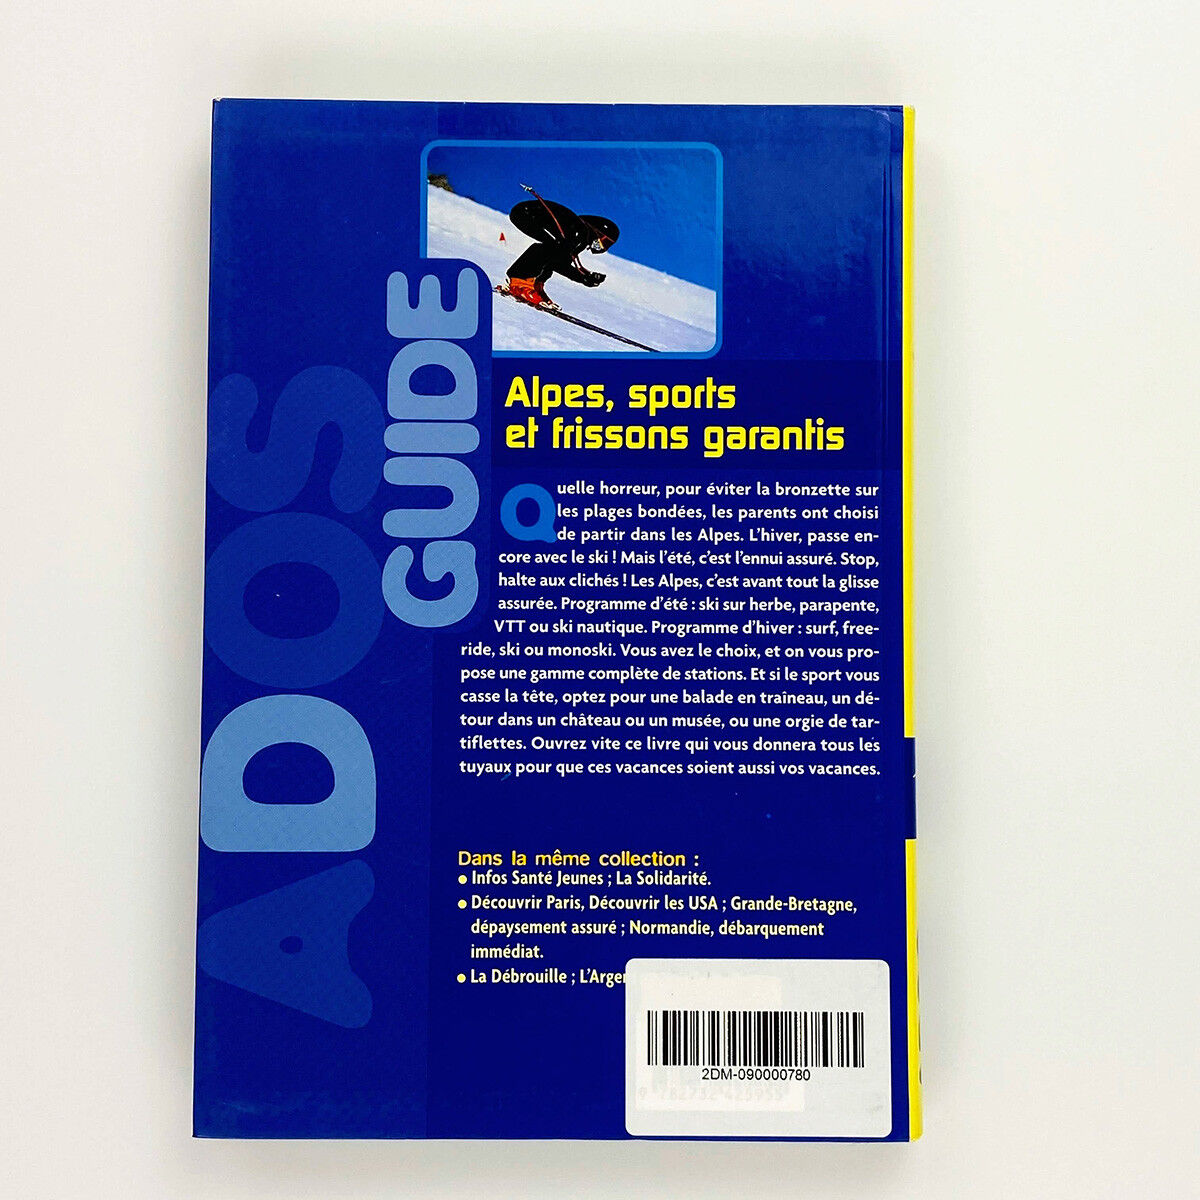 ADOS
GUIDE
Alpes, sports
et frissons garantis
Quelle horreur, pour éviter la bronzette sur
les plages bondées, les parents ont choisi
de partir dans les Alpes. L'hiver, passe en-
core avec le ski ! Mais l'été, c'est l'ennui assuré. Stop,
halte aux clichés ! Les Alpes, c'est avant tout la glisse
assurée. Programme d'été : ski sur herbe, parapente,
VTT ou ski nautique. Programme d'hiver : surf, free-
ride, ski ou monoski. Vous avez le choix, et on vous pro-
pose une gamme complète de stations. Et si le sport vous
casse la tête, optez pour une balade en traîneau, un dé-
tour dans un château ou un musée, ou une orgie de tar-
tiflettes. Ouvrez vite ce livre qui vous donnera tous les
tuyaux pour que ces vacances soient aussi vos vacances.
Dans la même collection :
• Infos Santé Jeunes ; La Solidarité.
• Découvrir Paris, Découvrir les USA ; Grande-Bretagne,
dépaysement assuré ; Normandie, débarquement
immédiat.
• La Débrouille ; L'Arge
2DM-090000780